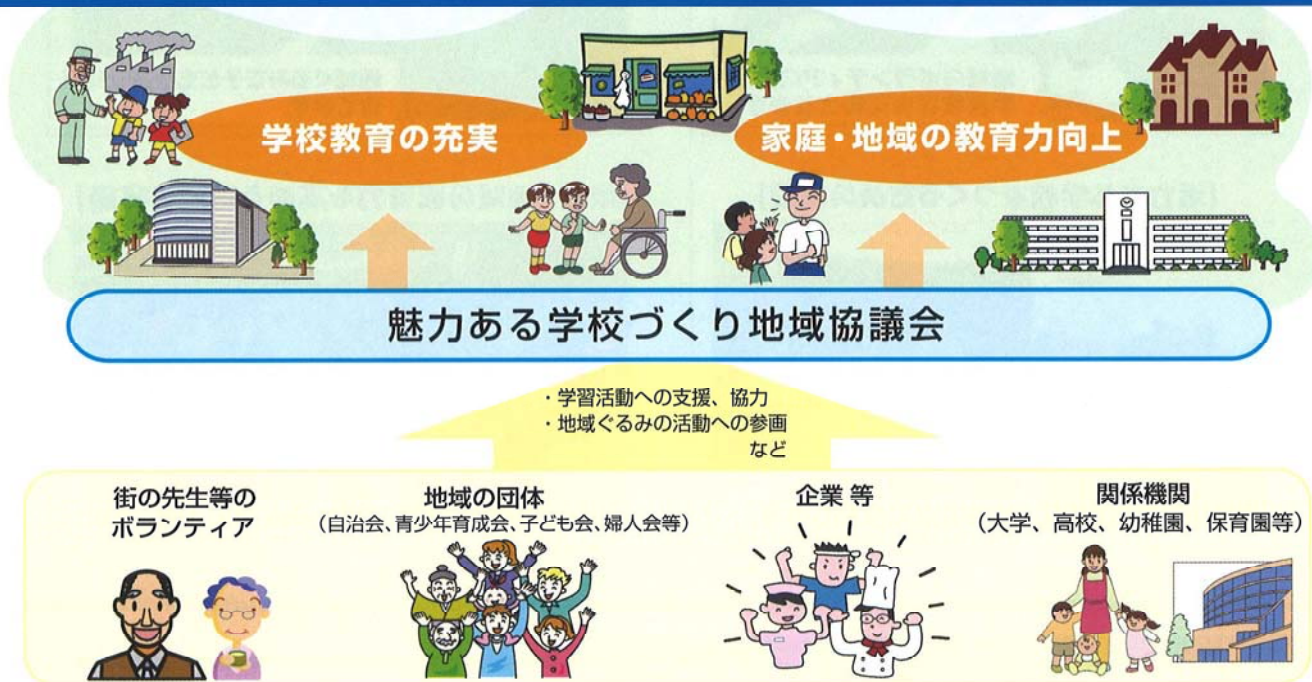 学校教育の充実
家庭・地域の教育力向上
魅力ある学校づくり地域協議会
・学習活動への支援、協力
・地域ぐるみの活動への参画
など
街の先生等の
ボランティア
地域の団体
（自治会、青少年育成会、子ども会、婦人会等）
企業 等
関係機関
（大学、高校、幼稚園、保育園等）